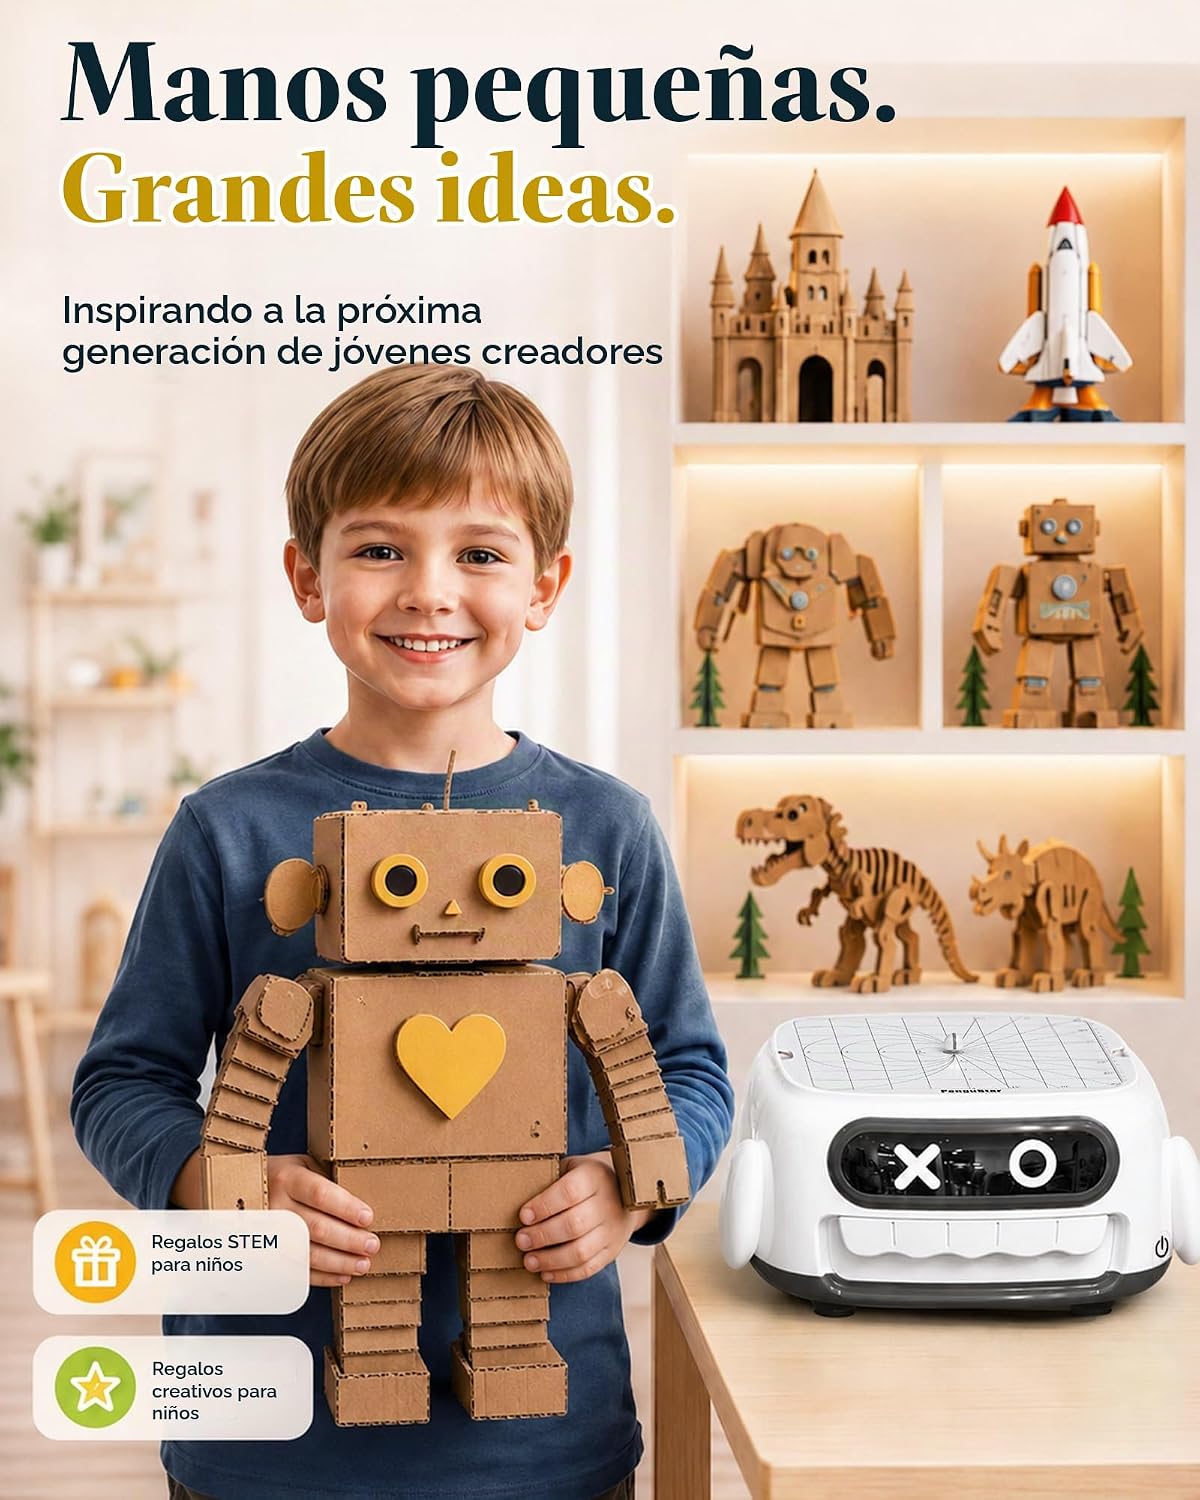 Manos pequeñas.
Grandes ideas.
Inspirando a la próxima
generación de jóvenes creadores
PenguStar
Regalos STEM
para niños
Regalos
creativos para
niños